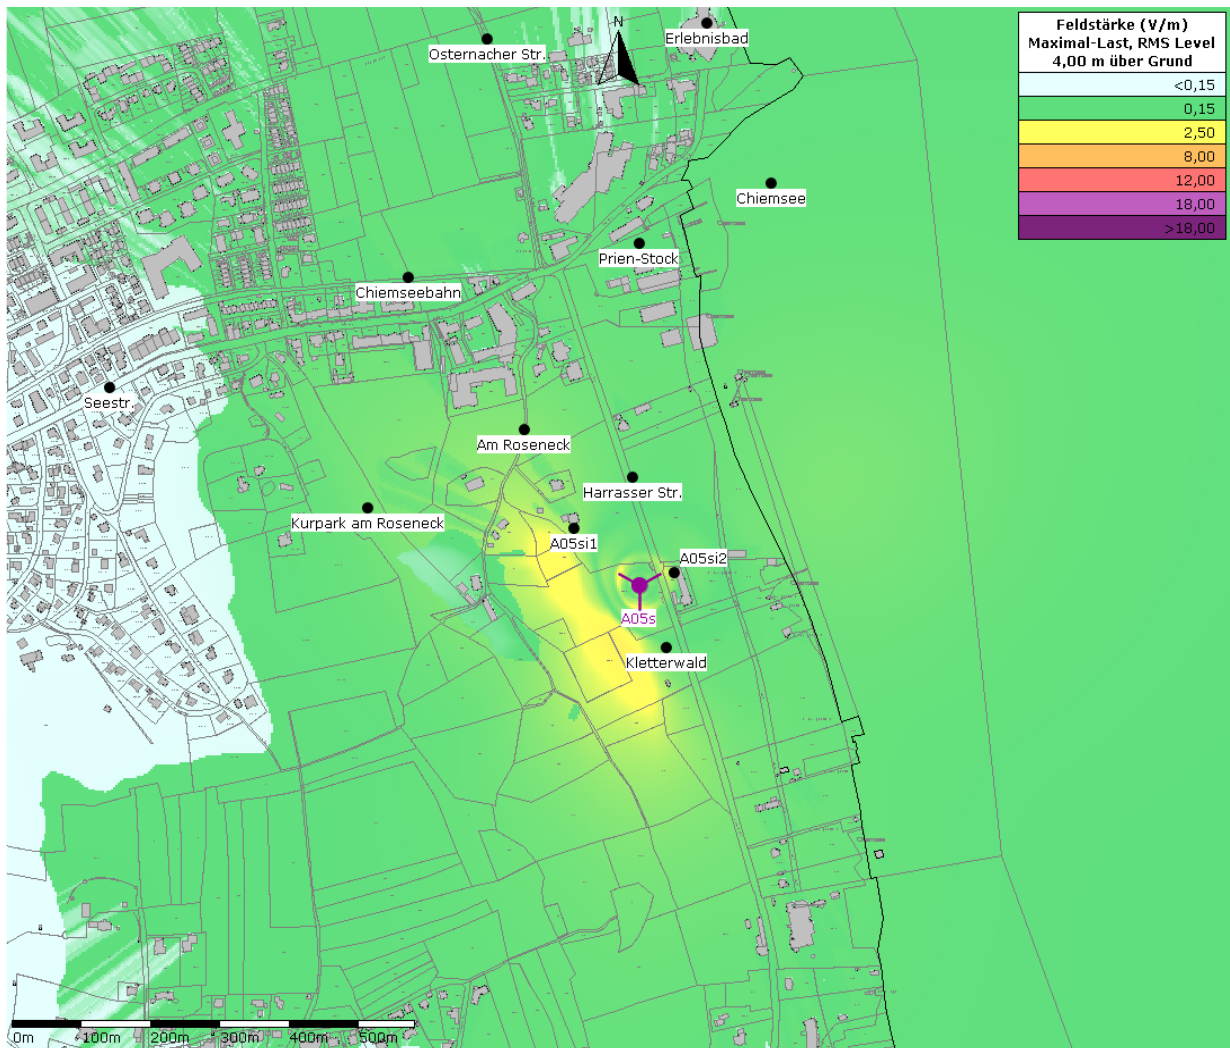 Feldstärke (V/m)
Maximal-Last, RMS Level
4,00 m über Grund
<0,15
0,15
2,50
8,00
12,00
18,00
>18,00
N
Erlebnisbad
Osternacher Str.
Chiemsee
Prien-Stock
Chiemseebahn
Seestr.
Am Roseneck
Harrasser Str.
Kurpark am Roseneck
A05si1
A05si2
A05s
Kletterwald
0m
100m
200m
300m
400m
500m